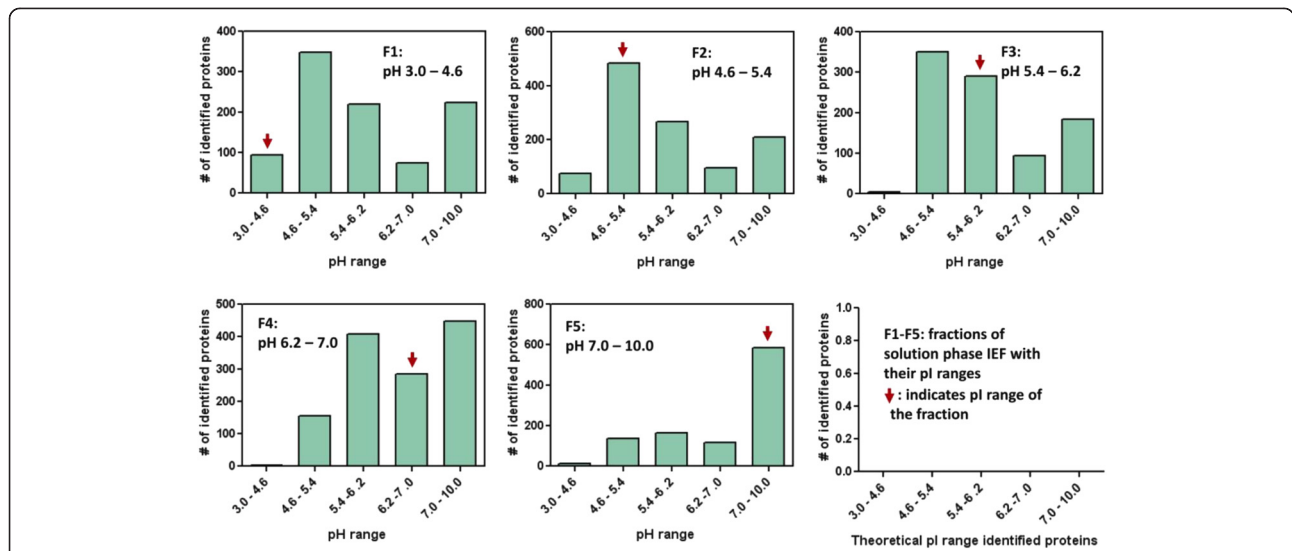 400
300
200
100
0
# of identified proteins
F1:
pH 3.0 – 4.6
3.0 - 4.6
4.6 - 5.4
5.4 -6 .2
6.2 -7 .0
7.0 - 10.0
pH range
600
400
200
0
# of identified proteins
F2:
pH 4.6 – 5.4
3.0 - 4.6
4.6 - 5.4
5.4 -6 .2
6.2 -7 .0
7.0 - 10.0
pH range
400
300
200
100
0
# of identified proteins
F3:
pH 5.4 – 6.2
3.0 - 4.6
4.6 - 5.4
5.4 -6 .2
6.2 -7 .0
7.0 - 10.0
pH range
500
400
300
200
100
0
# of identified proteins
F4:
pH 6.2 – 7.0
3.0 - 4.6
4.6 - 5.4
5.4 -6 .2
6.2 -7 .0
7.0 - 10.0
pH range
800
600
400
200
0
# of identified proteins
F5:
pH 7.0 – 10.0
3.0 - 4.6
4.6 - 5.4
5.4 -6 .2
6.2 -7 .0
7.0 - 10.0
pH range
1.0
0.8
0.6
0.4
0.2
0.0
# of identified proteins
F1-F5: fractions of
solution phase IEF with
their pI ranges
: indicates pI range of
the fraction
3.0 - 4.6
4.6 - 5.4
5.4 -6 .2
6.2 -7 .0
7.0 - 10.0
Theoretical pI range identified proteins